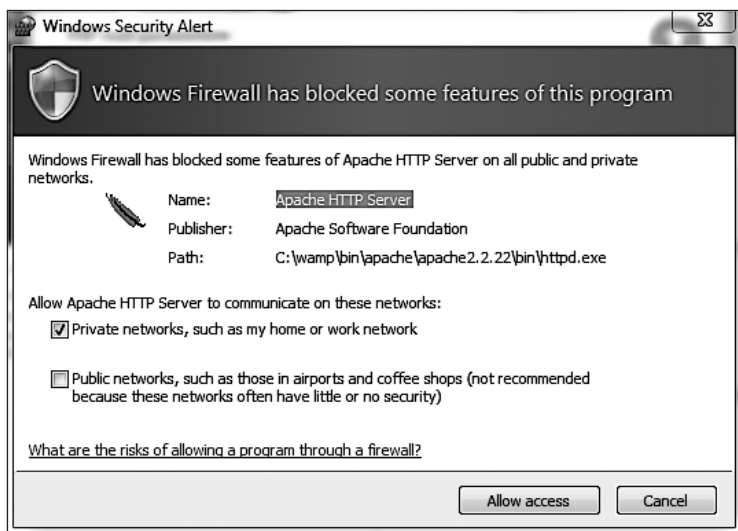 Windows Security Alert
Windows Firewall has blocked some features of this program
Windows Firewall has blocked some features of Apache HTTP Server on all public and private
networks.
Name: Apache HTTP Server
Publisher: Apache Software Foundation
Path: C:\wamp\bin\apache\apache2.2.22\bin\httpd.exe
Allow Apache HTTP Server to communicate on these networks:
Private networks, such as my home or work network
Public networks, such as those in airports and coffee shops (not recommended
because these networks often have little or no security)
What are the risks of allowing a program through a firewall?
Allow access Cancel